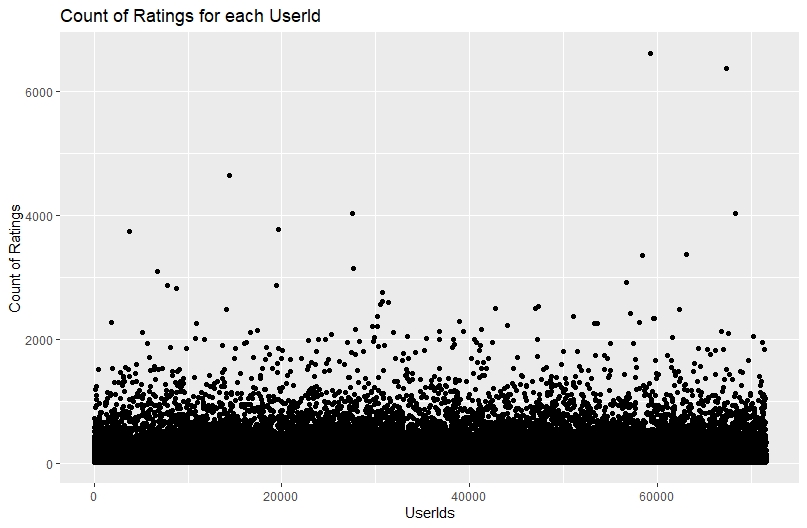 Count of Ratings for each UserId
6000
4000
2000
0
Count of Ratings
0 20000 40000 60000
UserIds